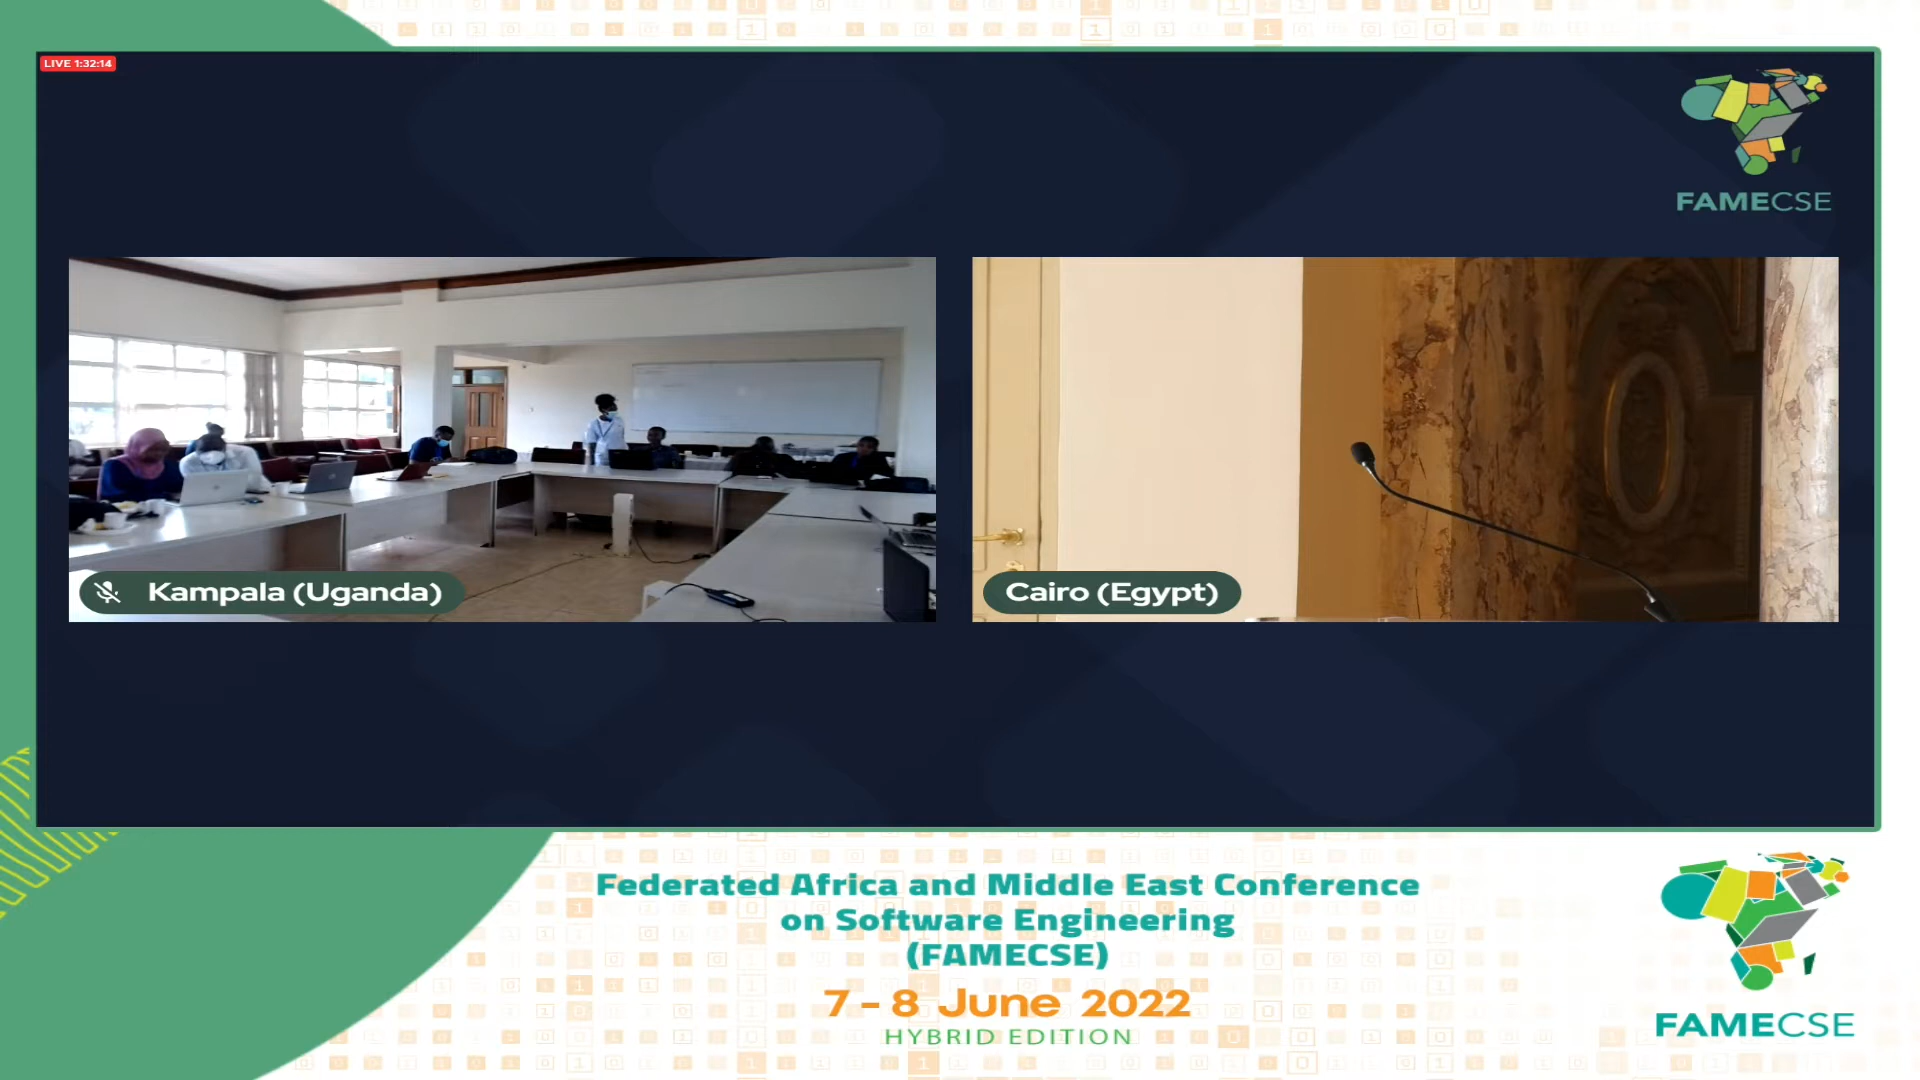 LIVE 1:32:14
FAMECSE
Kampala (Uganda)
Cairo (Egypt)
Federated Africa and Middle East Conference
on Software Engineering
(FAMECSE)
7 - 8 June 2022
HYBRID EDITION
FAMECSE